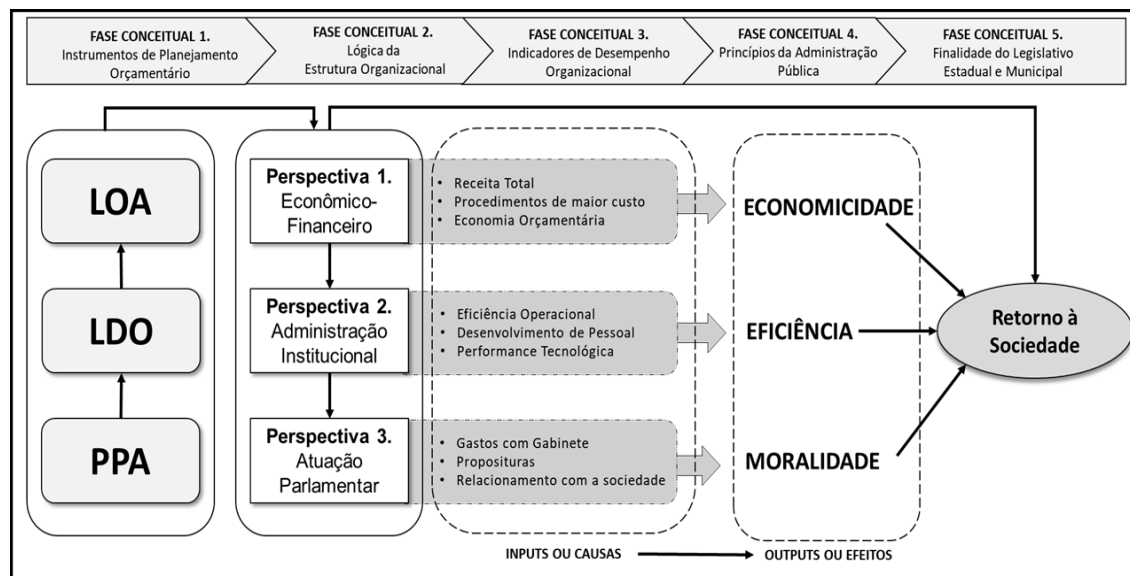 FASE CONCEITUAL 1.
Instrumentos de Planejamento
Orçamentário
FASE CONCEITUAL 2.
Lógica da
Estrutura Organizacional
FASE CONCEITUAL 3.
Indicadores de Desempenho
Organizacional
FASE CONCEITUAL 4.
Princípios da Administração
Pública
FASE CONCEITUAL 5.
Finalidade do Legislativo
Estadual e Municipal
LOA
LDO
PPA
Perspectiva 1.
Econômico-
Financeiro
Perspectiva 2.
Administração
Institucional
Perspectiva 3.
Atuação
Parlamentar
• Receita Total
• Procedimentos de maior custo
• Economia Orçamentária
• Eficiência Operacional
• Desenvolvimento de Pessoal
• Performance Tecnológica
• Gastos com Gabinete
• Proposituras
• Relacionamento com a sociedade
ECONOMICIDADE
EFICIÊNCIA
MORALIDADE
Retorno à
Sociedade
INPUTS OU CAUSAS
OUTPUTS OU EFEITOS